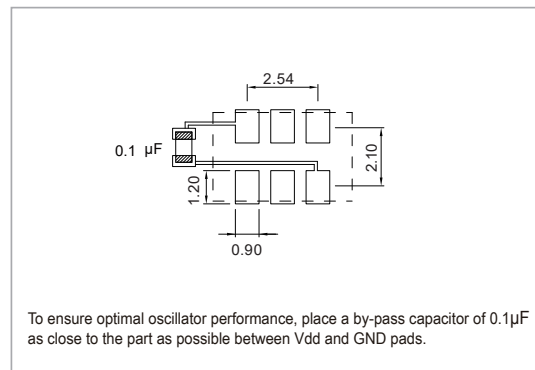 2.54
0.1 µF
2.10
1.20
0.90
To ensure optimal oscillator performance, place a by-pass capacitor of 0.1µF
as close to the part as possible between Vdd and GND pads.